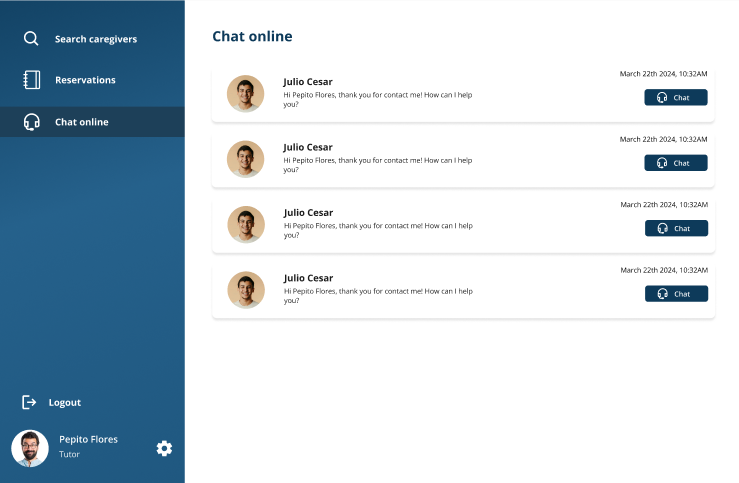 Search caregivers
Reservations
Chat online
Logout
Pepito Flores
Tutor
Chat online
Julio Cesar
Hi Pepito Flores, thank you for contact me! How can I help
you?
March 22th 2024, 10:32AM
Chat
Julio Cesar
Hi Pepito Flores, thank you for contact me! How can I help
you?
March 22th 2024, 10:32AM
Chat
Julio Cesar
Hi Pepito Flores, thank you for contact me! How can I help
you?
March 22th 2024, 10:32AM
Chat
Julio Cesar
Hi Pepito Flores, thank you for contact me! How can I help
you?
March 22th 2024, 10:32AM
Chat